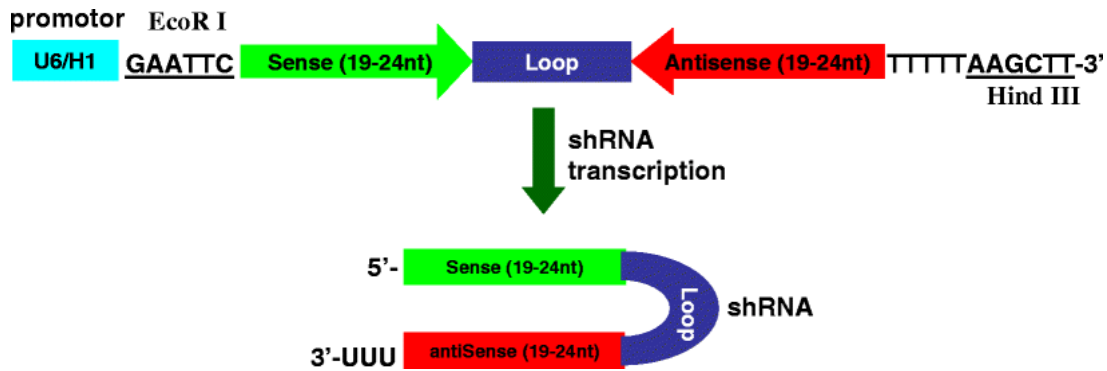 promotor EcoR I
U6/H1 GAATTC Sense (19-24nt) Loop Antisense (19-24nt) TTTTTAAGCTT-3'
Hind III
shRNA
transcription
5'- Sense (19-24nt)
Loop
shRNA
3'-UUU antiSense (19-24nt)